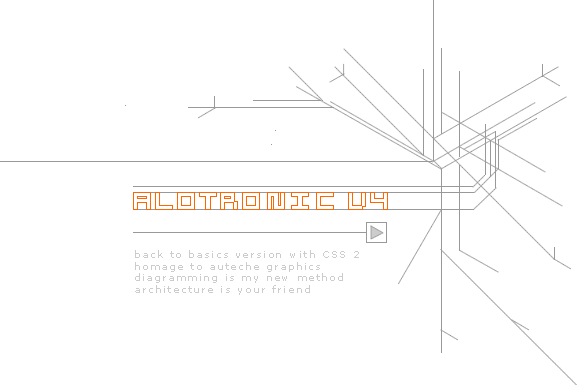 ALOTRONIC V4
back to basics version with CSS 2
homage to auteche graphics
diagramming is my new method
architecture is your friend